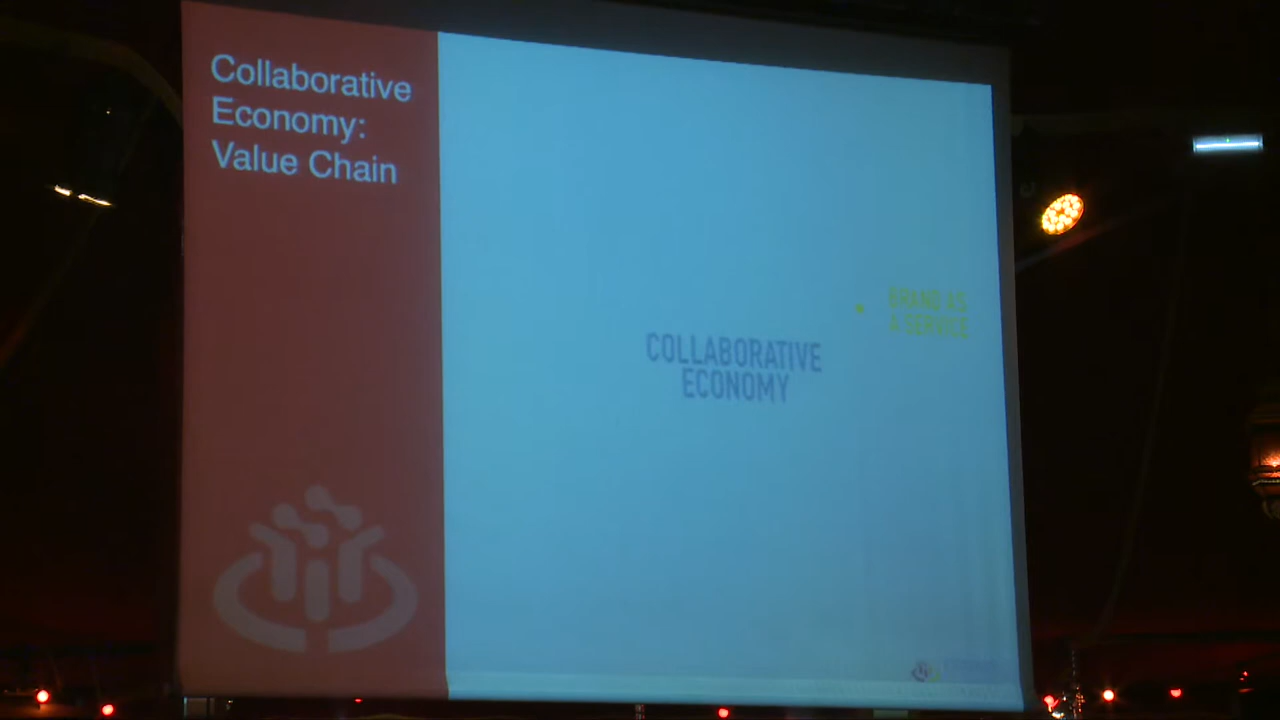 Collaborative
Economy:
Value Chain
BRAND AS
A SERVICE
COLLABORATIVE
ECONOMY